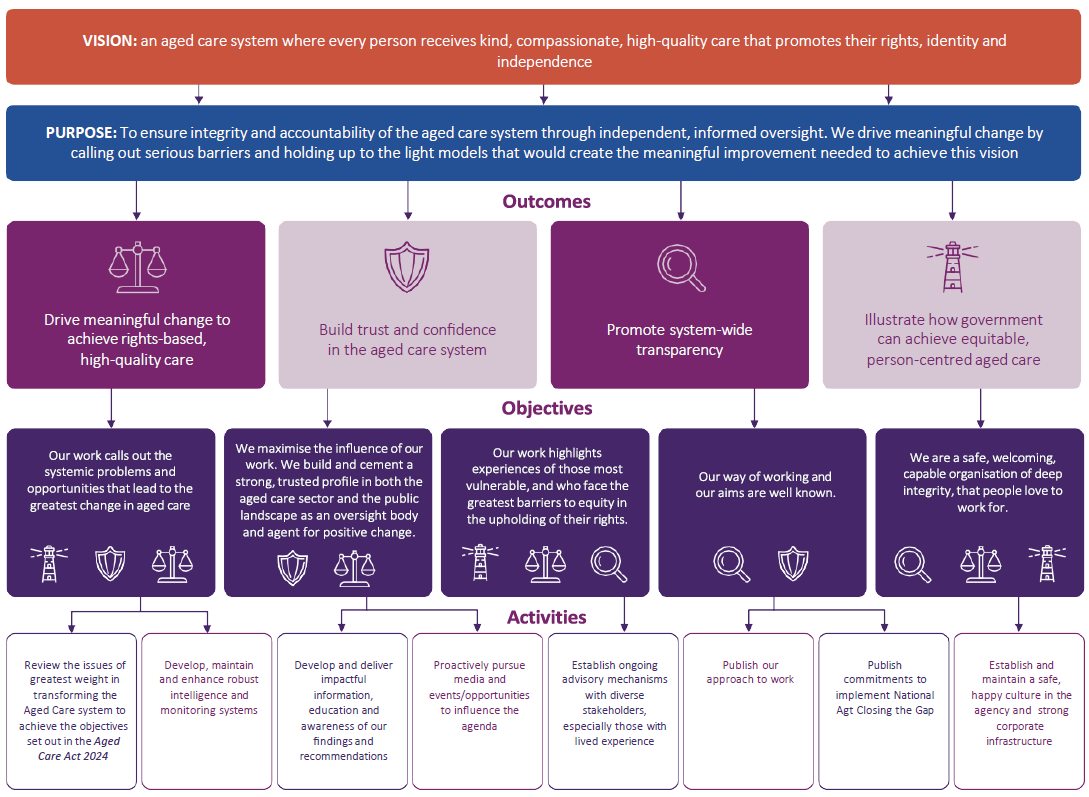 VISION: an aged care system where every person receives kind, compassionate, high-quality care that promotes their rights, identity and
independence
PURPOSE: To ensure integrity and accountability of the aged care system through independent, informed oversight. We drive meaningful change by
calling out serious barriers and holding up to the light models that would create the meaningful improvement needed to achieve this vision
Outcomes
Drive meaningful change to
achieve rights-based,
high-quality care
Build trust and confidence
in the aged care system
Promote system-wide
transparency
Illustrate how government
can achieve equitable,
person-centred aged care
Objectives
Our work calls out the
systemic problems and
opportunities that lead to the
greatest change in aged care
We maximise the influence of our
work. We build and cement a
strong, trusted profile in both the
aged care sector and the public
landscape as an oversight body
and agent for positive change.
Our work highlights
experiences of those most
vulnerable, and who face the
greatest barriers to equity in
the upholding of their rights.
Our way of working and
our aims are well known.
We are a safe, welcoming,
capable organisation of deep
integrity, that people love to
work for.
Activities
Review the issues of
greatest weight in
transforming the
Aged Care system to
achieve the objectives
set out in the Aged
Care Act 2024
Develop, maintain
and enhance robust
intelligence and
monitoring systems
Develop and deliver
impactful
information,
education and
awareness of our
findings and
recommendations
Proactively pursue
media and
events/opportunities
to influence the
agenda
Establish ongoing
advisory mechanisms
with diverse
stakeholders,
especially those with
lived experience
Publish our
approach to work
Publish
commitments to
implement National
Agt Closing the Gap
Establish and
maintain a safe,
happy culture in the
agency and strong
corporate
infrastructure